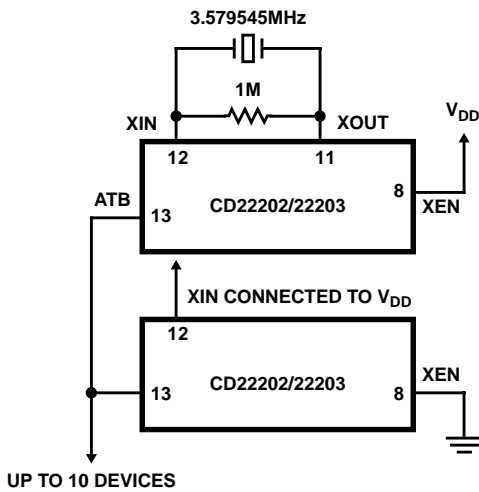 3.579545MHz
1M
XIN
XOUT
VDD
12
11
ATB
13
CD22202/22203
8
XEN
XIN CONNECTED TO VDD
12
13
CD22202/22203
8
XEN
UP TO 10 DEVICES